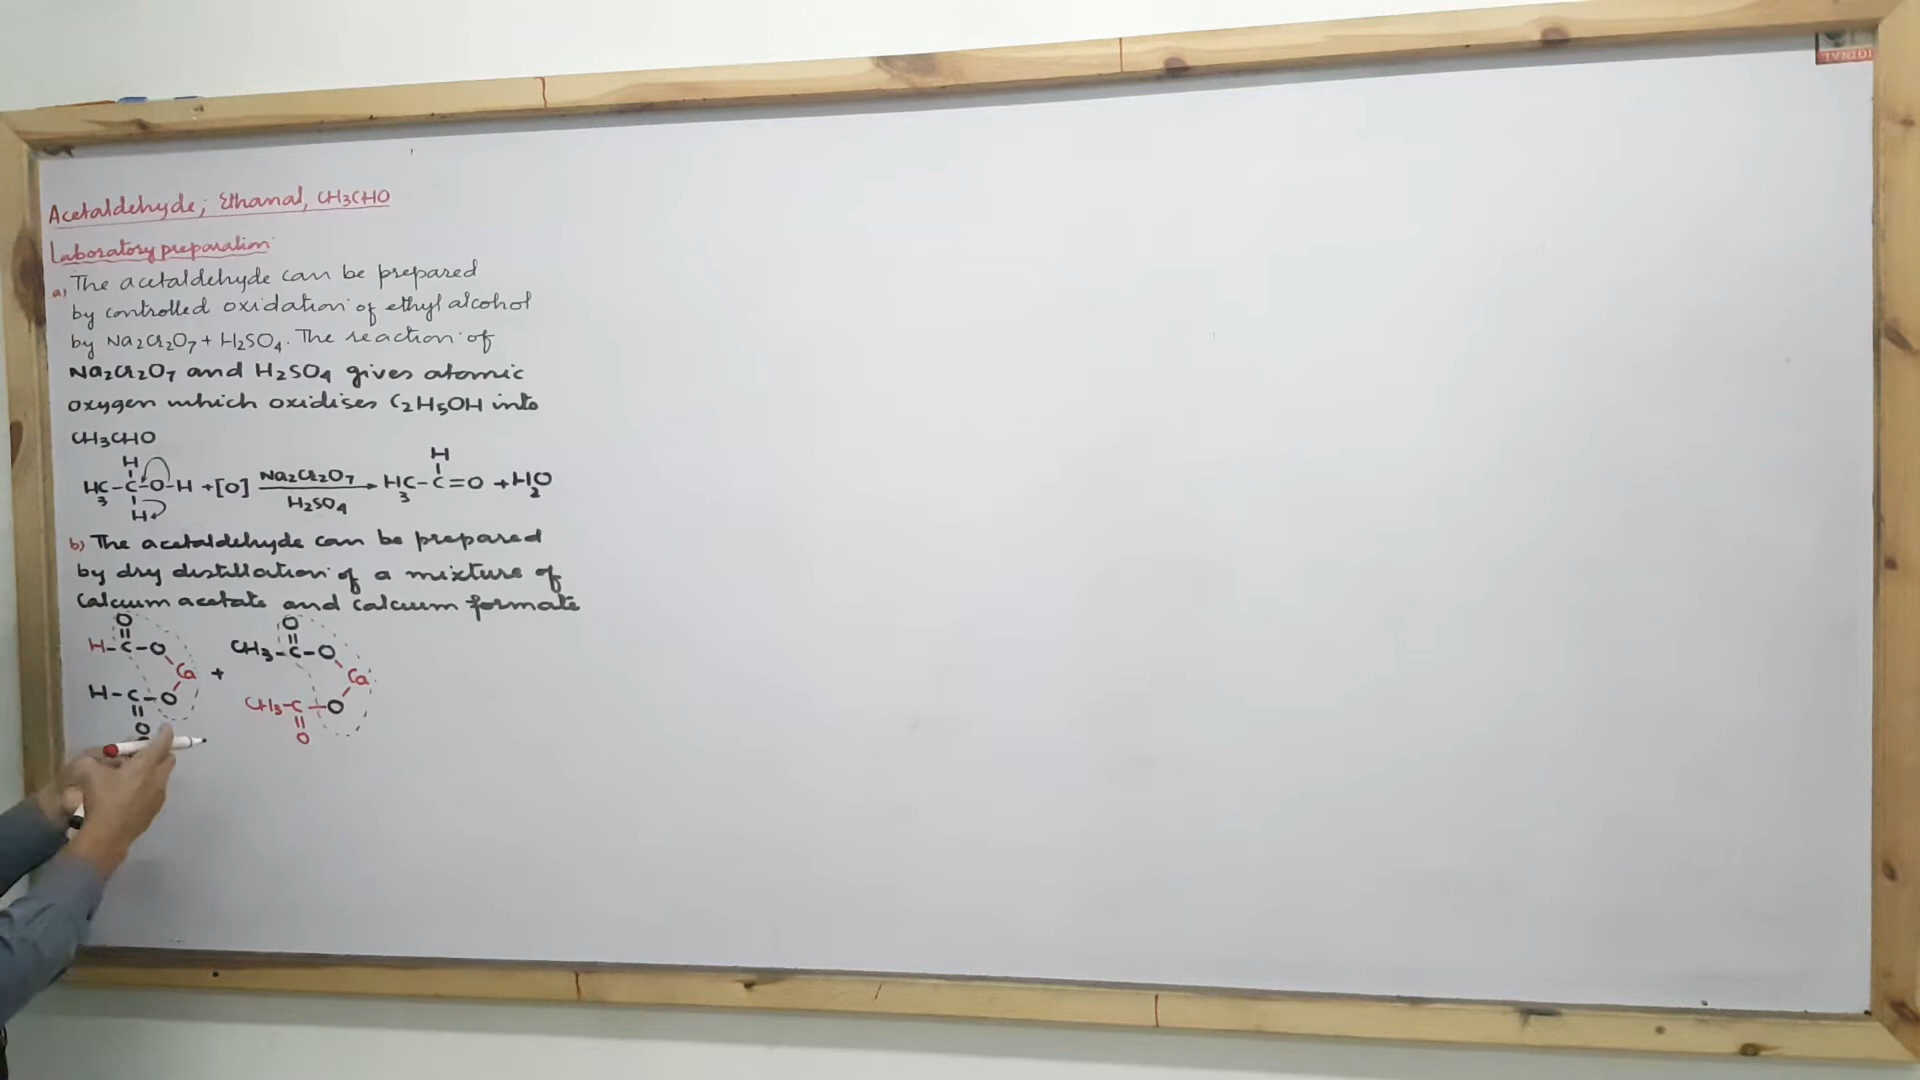 Acetaldehyde; Ethanal, CH3CHO
Laboratory preparation
a) The acetaldehyde can be prepared
by controlled oxidation of ethyl alcohol
by Na2Cr2O7 + H2SO4. The reaction of
Na2Cr2O7 and H2SO4 gives atomic
oxygen which oxidises C2H5OH into
CH3CHO
H H
H3C-C-O-H +[O] Na2Cr2O7 H3C-C=O + H2O
H H2SO4
b) The acetaldehyde can be prepared
by dry distillation of a mixture of
Calcium acetate and calcium formate
O O
H-C-O CH3-C-O
Ca + Ca
H-C-O CH3-C-O
O O